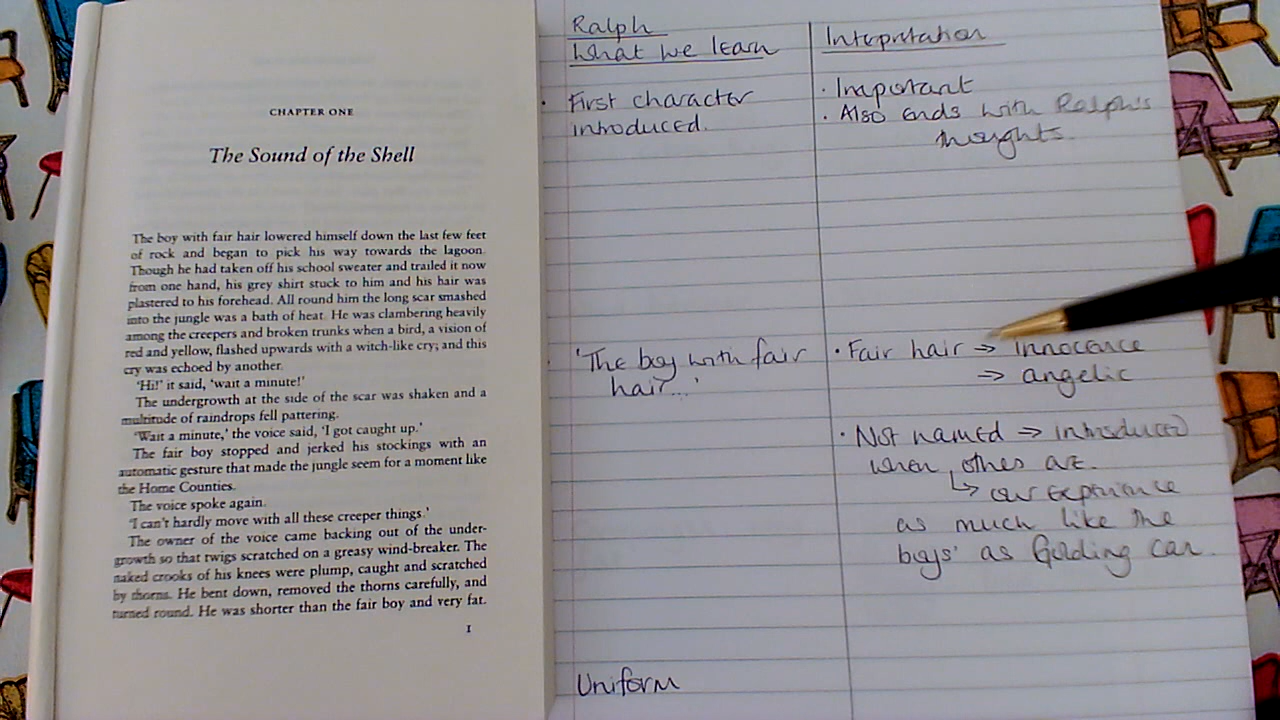 CHAPTER ONE
The Sound of the Shell
The boy with fair hair lowered himself down the last few feet
of rock and began to pick his way towards the lagoon.
Though he had taken off his school sweater and trailed it now
from one hand, his grey shirt stuck to him and his hair was
plastered to his forehead. All round him the long scar smashed
into the jungle was a bath of heat. He was clambering heavily
among the creepers and broken trunks when a bird, a vision of
red and yellow, flashed upwards with a witch-like cry; and this
cry was echoed by another.
'Hi!' it said, 'wait a minute!'
The undergrowth at the side of the scar was shaken and a
multitude of raindrops fell pattering.
'Wait a minute,' the voice said, 'I got caught up.'
The fair boy stopped and jerked his stockings with an
automatic gesture that made the jungle seem for a moment like
the Home Counties.
The voice spoke again.
'I can't hardly move with all these creeper things.'
The owner of the voice came backing out of the under-
growth so that twigs scratched on a greasy wind-breaker. The
naked crooks of his knees were plump, caught and scratched
by thorns. He bent down, removed the thorns carefully, and
turned round. He was shorter than the fair boy and very fat.
1
Ralph
What we learn
· First character
introduced.
'The boy with fair
hair...'
Uniform
Interpretation
· Important
· Also ends with Ralph's
thoughts.
· Fair hair => innocence
=> angelic
· Not named => introduced
when others are.
↳ our experience
as much like the
boys' as Golding can.